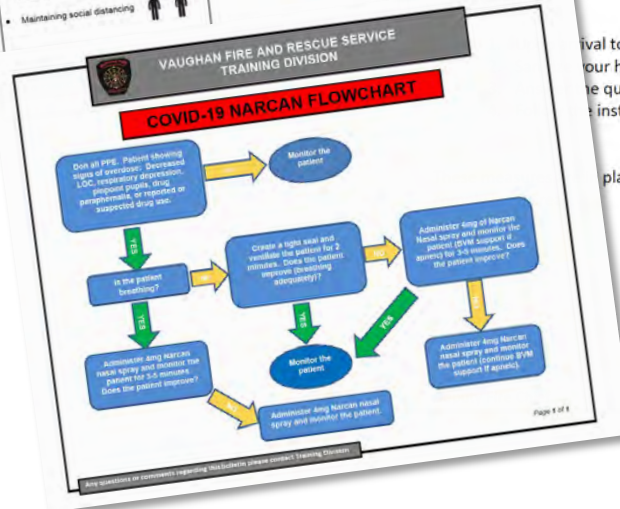 • Maintaining social distancing
VAUGHAN FIRE AND RESCUE SERVICE
TRAINING DIVISION
COVID-19 NARCAN FLOWCHART
Don all PPE. Patient showing
signs of overdose: Decreased
LOC, respiratory depression,
pinpoint pupils, drug
paraphernalia, or reported or
suspected drug use.
NO
Monitor the
patient
YES
Is the patient
breathing?
NO
Create a tight seal and
ventilate the patient for 2
minutes. Does the patient
improve (breathing
adequately)?
NO
Administer 4mg of Narcan
Nasal spray and monitor the
patient (BVM support if
apneic) for 3-5 minutes. Does
the patient improve?
YES
YES
YES
NO
Administer 4mg Narcan
nasal spray and monitor the
patient for 3-5 minutes
Does the patient improve?
Monitor the
patient
Administer 4mg Narcan
nasal spray and monitor
the patient (continue BVM
support if apneic).
NO
Administer 4mg Narcan nasal
spray and monitor the patient.
Page 1 of 1
Any questions or comments regarding this bulletin please contact Training Division
ival to
your h
he qu
e inst
pla